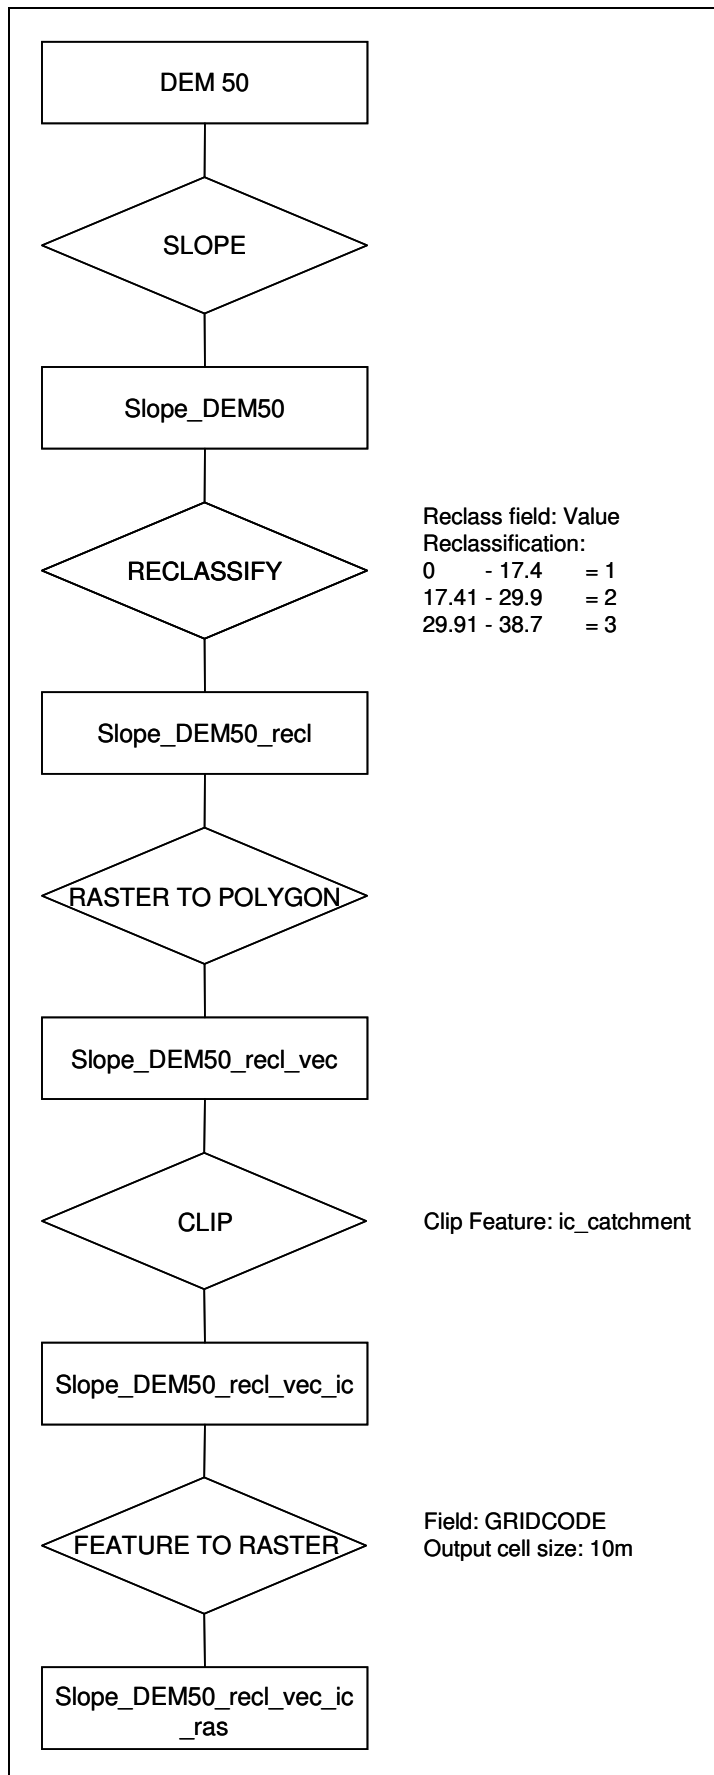 DEM 50
SLOPE
Slope_DEM50
RECLASSIFY
Reclass field: Value
Reclassification:
0 - 17.4 = 1
17.41 - 29.9 = 2
29.91 - 38.7 = 3
Slope_DEM50_recl
RASTER TO POLYGON
Slope_DEM50_recl_vec
CLIP
Clip Feature: ic_catchment
Slope_DEM50_recl_vec_ic
FEATURE TO RASTER
Field: GRIDCODE
Output cell size: 10m
Slope_DEM50_recl_vec_ic
_ras